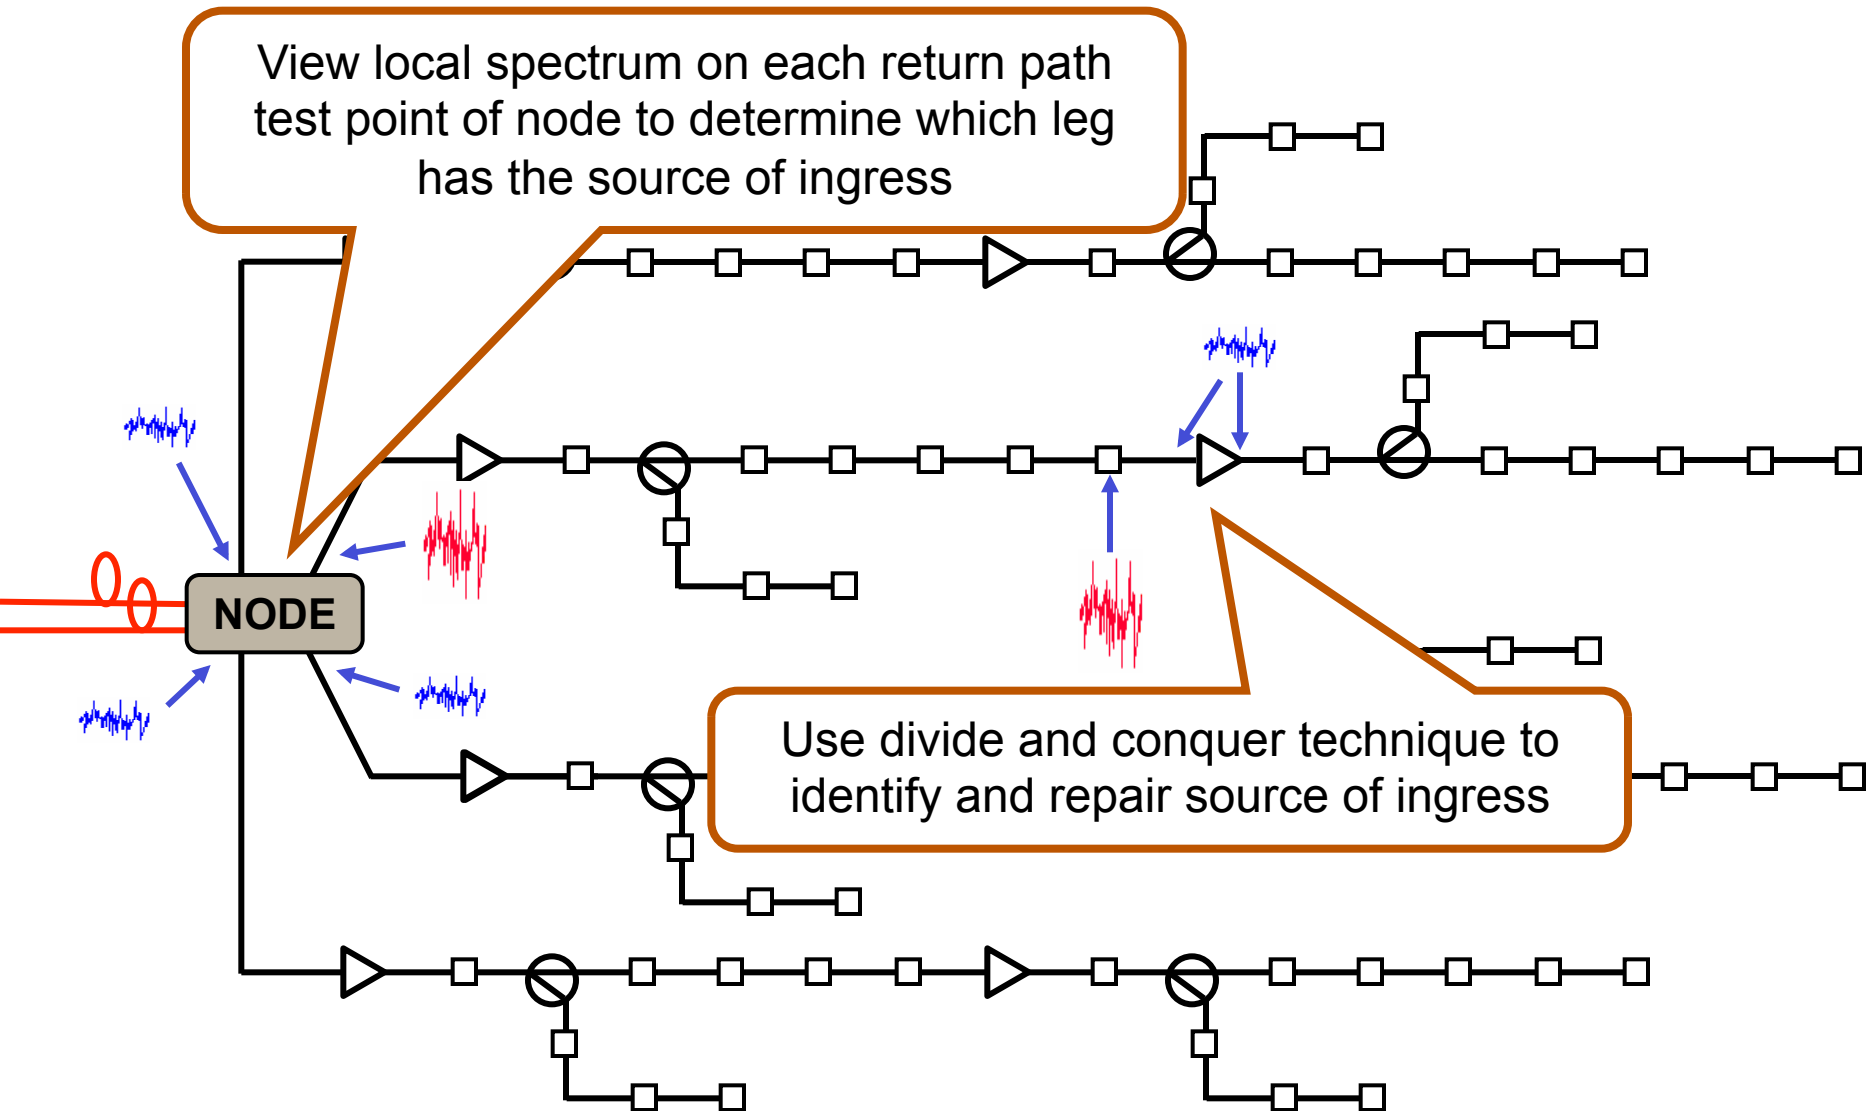 View local spectrum on each return path
test point of node to determine which leg
has the source of ingress
NODE
Use divide and conquer technique to
identify and repair source of ingress